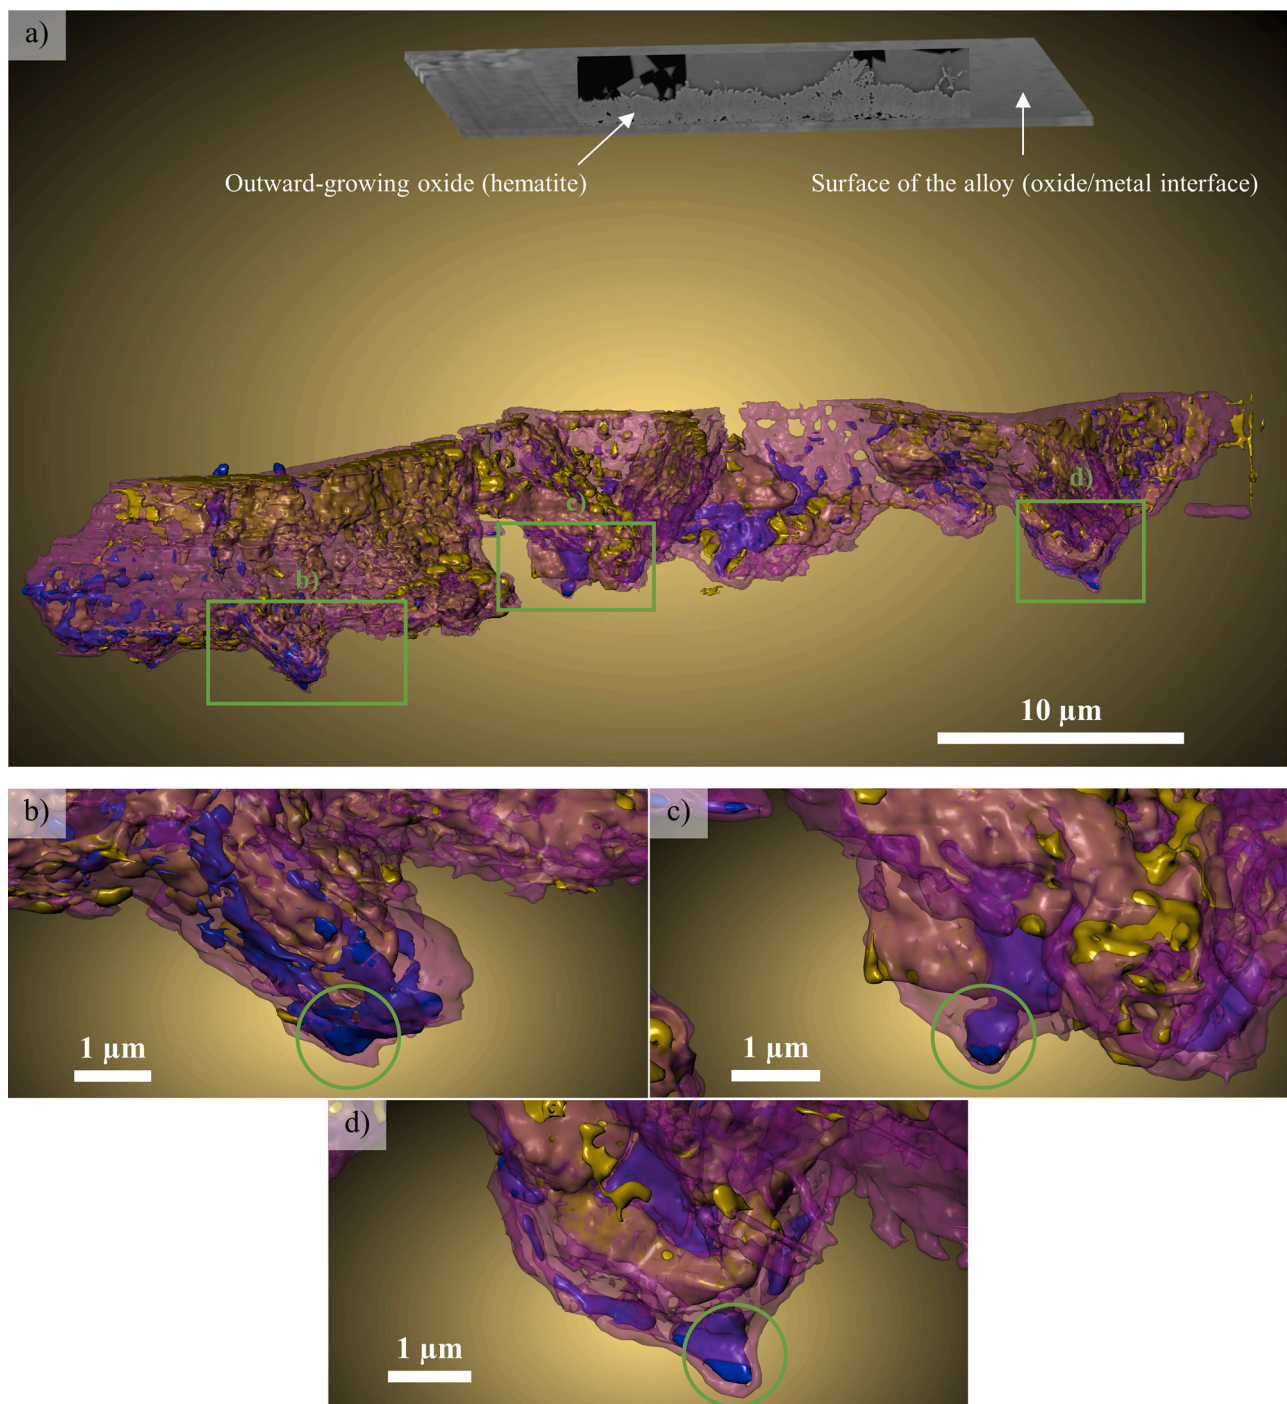 a)
Outward-growing oxide (hematite)
Surface of the alloy (oxide/metal interface)
c)
d)
b)
10 µm
b)
1 µm
c)
1 µm
d)
1 µm